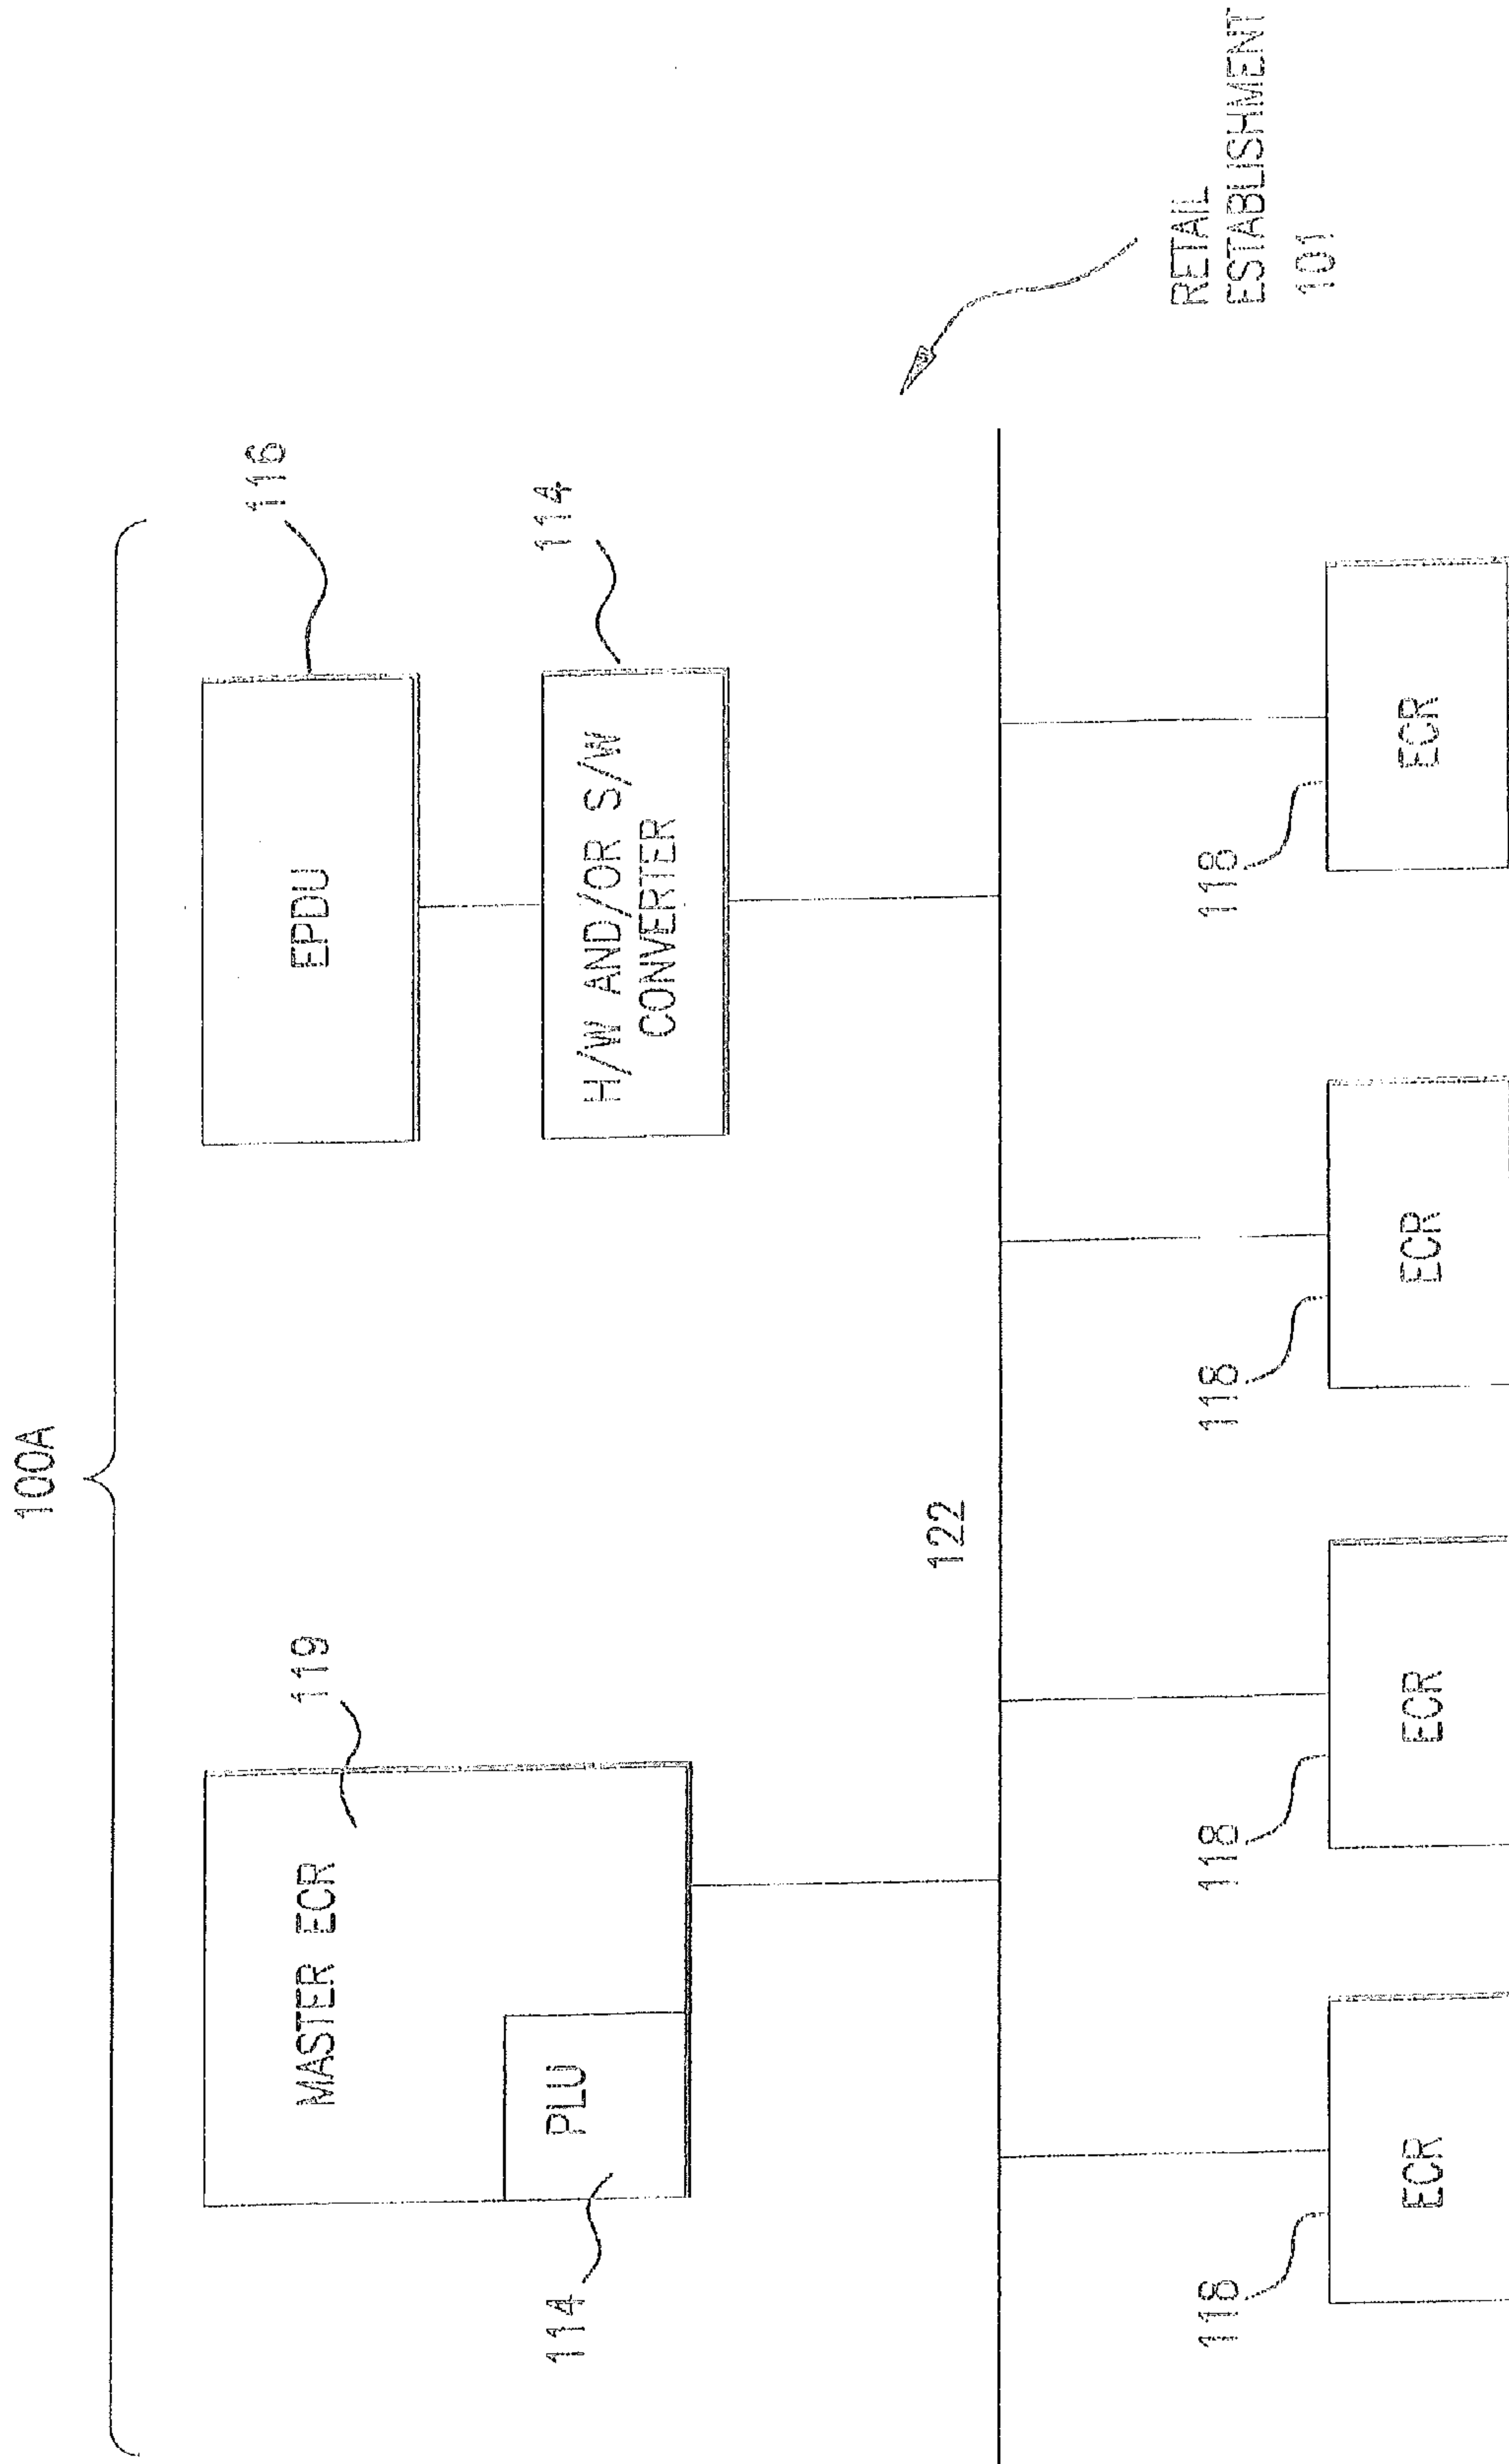 100A
MASTER ECR
119
PLU
114
EPDU
116
H/W AND/OR S/W
CONVERTER
114
122
RETAIL
ESTABLISHMENT
101
118
ECR
118
ECR
118
ECR
118
ECR